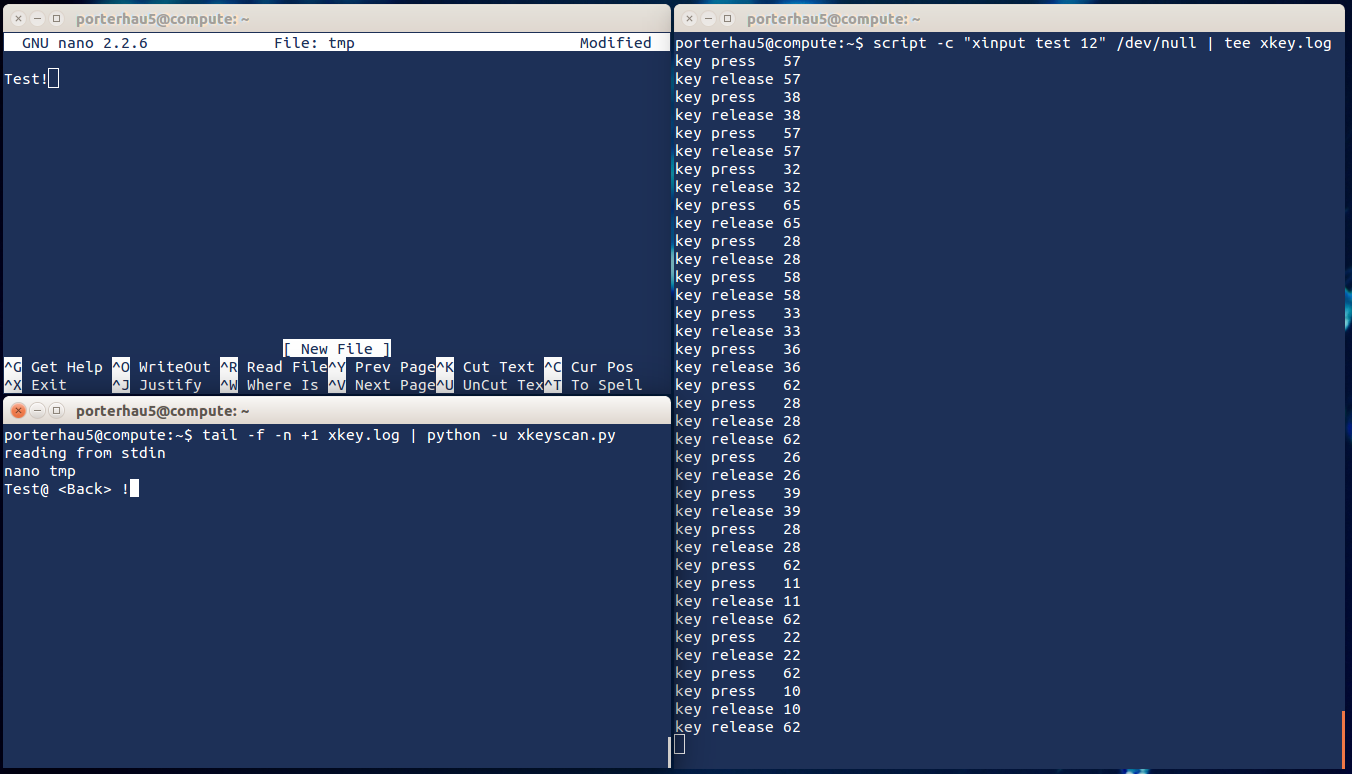 porterhau5@compute: ~
GNU nano 2.2.6 File: tmp Modified
Test!
[ New File ]
^G Get Help ^O WriteOut ^R Read File^Y Prev Page^K Cut Text ^C Cur Pos
^X Exit ^J Justify ^W Where Is ^V Next Page^U UnCut Tex^T To Spell
porterhau5@compute: ~
porterhau5@compute:~$ tail -f -n +1 xkey.log | python -u xkeyscan.py
reading from stdin
nano tmp
Test@ <Back> !
porterhau5@compute: ~
porterhau5@compute:~$ script -c "xinput test 12" /dev/null | tee xkey.log
key press 57
key release 57
key press 38
key release 38
key press 57
key release 57
key press 32
key release 32
key press 65
key release 65
key press 28
key release 28
key press 58
key release 58
key press 33
key release 33
key press 36
key release 36
key press 62
key press 28
key release 28
key release 62
key press 26
key release 26
key press 39
key release 39
key press 28
key release 28
key press 62
key press 11
key release 11
key release 62
key press 22
key release 22
key press 62
key press 10
key release 10
key release 62